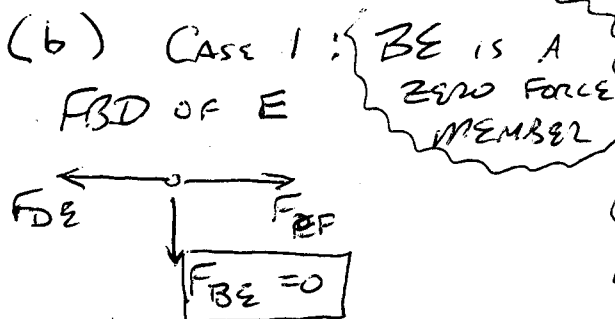 (b) CASE 1: BE IS A
ZERO FORCE
MEMBER
FBD OF E
F_DE F_EF
F_BE = 0